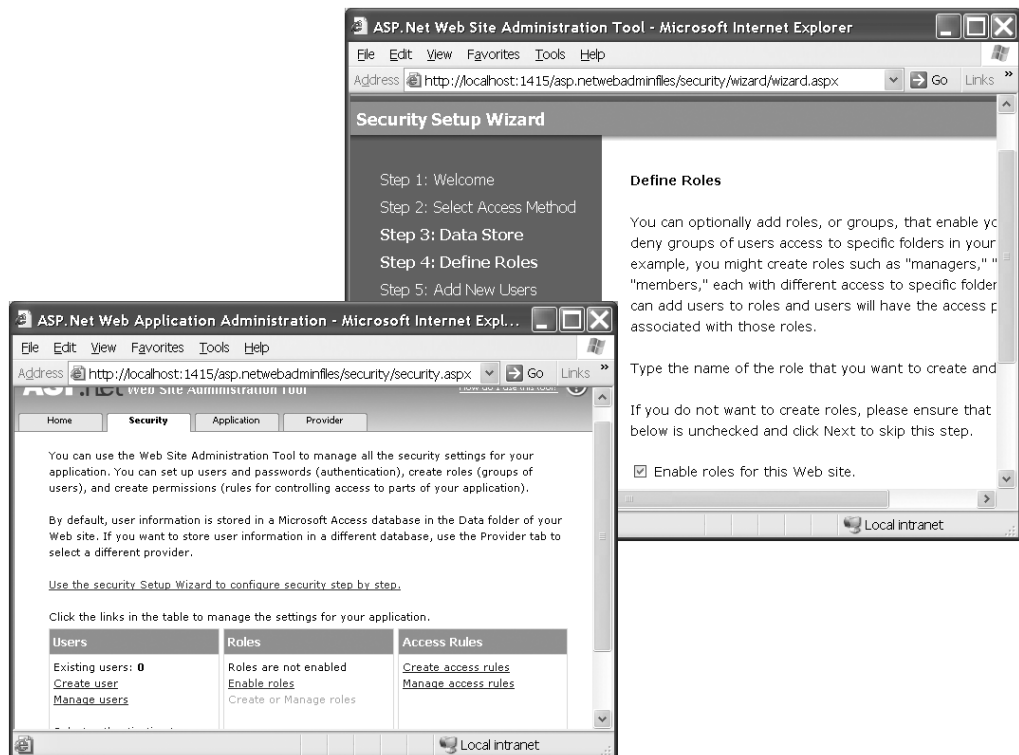 ASP.Net Web Site Administration Tool - Microsoft Internet Explorer
File Edit View Favorites Tools Help
Address http://localhost:1415/asp.netwebadminfiles/security/wizard/wizard.aspx Go Links »
Security Setup Wizard
Step 1: Welcome
Step 2: Select Access Method
Step 3: Data Store
Step 4: Define Roles
Step 5: Add New Users
Define Roles
You can optionally add roles, or groups, that enable yo
deny groups of users access to specific folders in your
example, you might create roles such as "managers," "
"members," each with different access to specific folder
can add users to roles and users will have the access p
associated with those roles.
Type the name of the role that you want to create and
If you do not want to create roles, please ensure that
below is unchecked and click Next to skip this step.
Enable roles for this Web site.
Local intranet
ASP.Net Web Application Administration - Microsoft Internet Expl...
File Edit View Favorites Tools Help
Address http://localhost:1415/asp.netwebadminfiles/security/security.aspx Go Links »
ASP.net Web Site Administration Tool How do I use this tool?
Home Security Application Provider
You can use the Web Site Administration Tool to manage all the security settings for your
application. You can set up users and passwords (authentication), create roles (groups of
users), and create permissions (rules for controlling access to parts of your application).
By default, user information is stored in a Microsoft Access database in the Data folder of your
Web site. If you want to store user information in a different database, use the Provider tab to
select a different provider.
Use the security Setup Wizard to configure security step by step.
Click the links in the table to manage the settings for your application.
Users Roles Access Rules
Existing users: 0 Roles are not enabled Create access rules
Create user Enable roles Manage access rules
Manage users Create or Manage roles
Local intranet